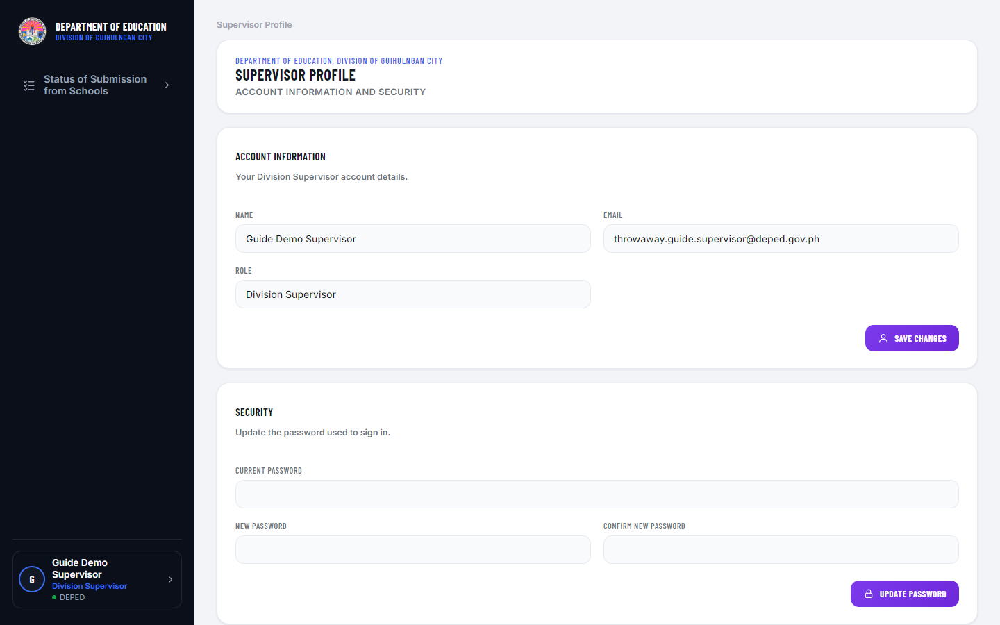 DEPARTMENT OF EDUCATION
DIVISION OF GUIHULNGAN CITY
Status of Submission
from Schools
Guide Demo
Supervisor
Division Supervisor
DEPED
G
Supervisor Profile
DEPARTMENT OF EDUCATION, DIVISION OF GUIHULNGAN CITY
SUPERVISOR PROFILE
ACCOUNT INFORMATION AND SECURITY
ACCOUNT INFORMATION
Your Division Supervisor account details.
NAME
Guide Demo Supervisor
EMAIL
throwaway.guide.supervisor@deped.gov.ph
ROLE
Division Supervisor
SAVE CHANGES
SECURITY
Update the password used to sign in.
CURRENT PASSWORD
NEW PASSWORD
CONFIRM NEW PASSWORD
UPDATE PASSWORD